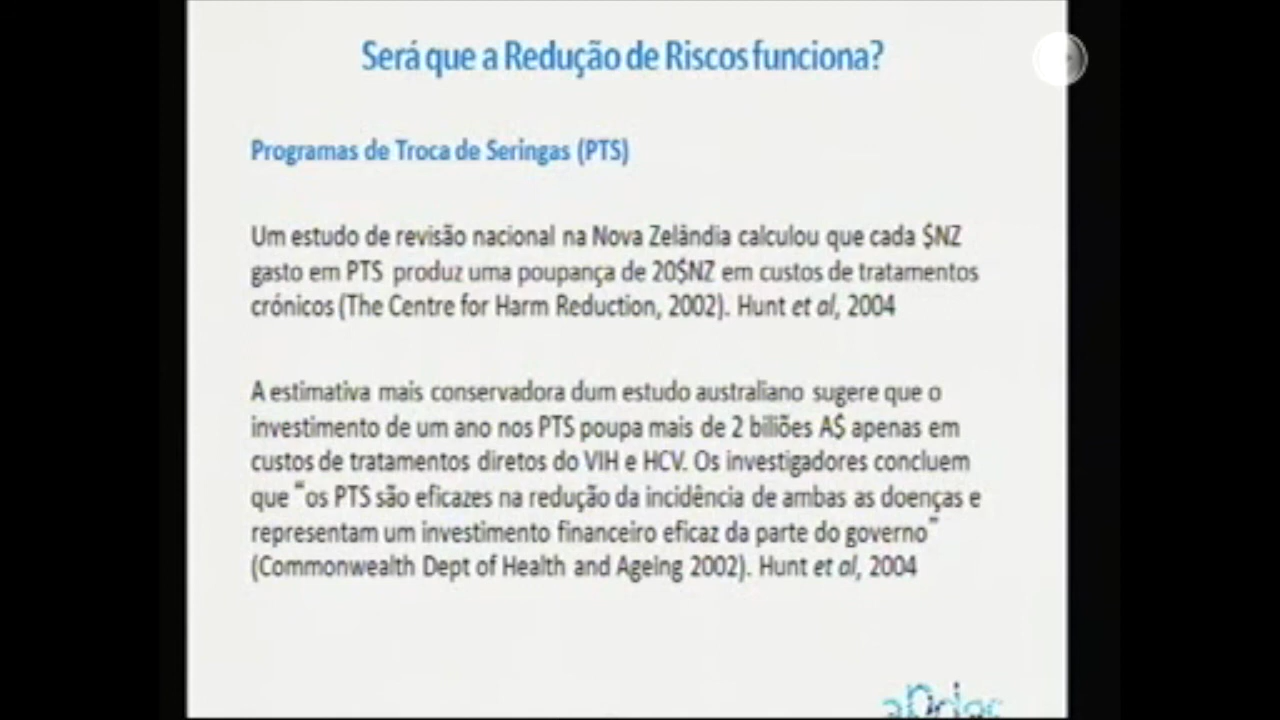 Será que a Redução de Riscos funciona?
Programas de Troca de Seringas (PTS)
Um estudo de revisão nacional na Nova Zelândia calculou que cada $NZ
gasto em PTS produz uma poupança de 20$NZ em custos de tratamentos
crónicos (The Centre for Harm Reduction, 2002). Hunt et al, 2004
A estimativa mais conservadora dum estudo australiano sugere que o
investimento de um ano nos PTS poupa mais de 2 biliões A$ apenas em
custos de tratamentos diretos do VIH e HCV. Os investigadores concluem
que "os PTS são eficazes na redução da incidência de ambas as doenças e
representam um investimento financeiro eficaz da parte do governo"
(Commonwealth Dept of Health and Ageing 2002). Hunt et al, 2004